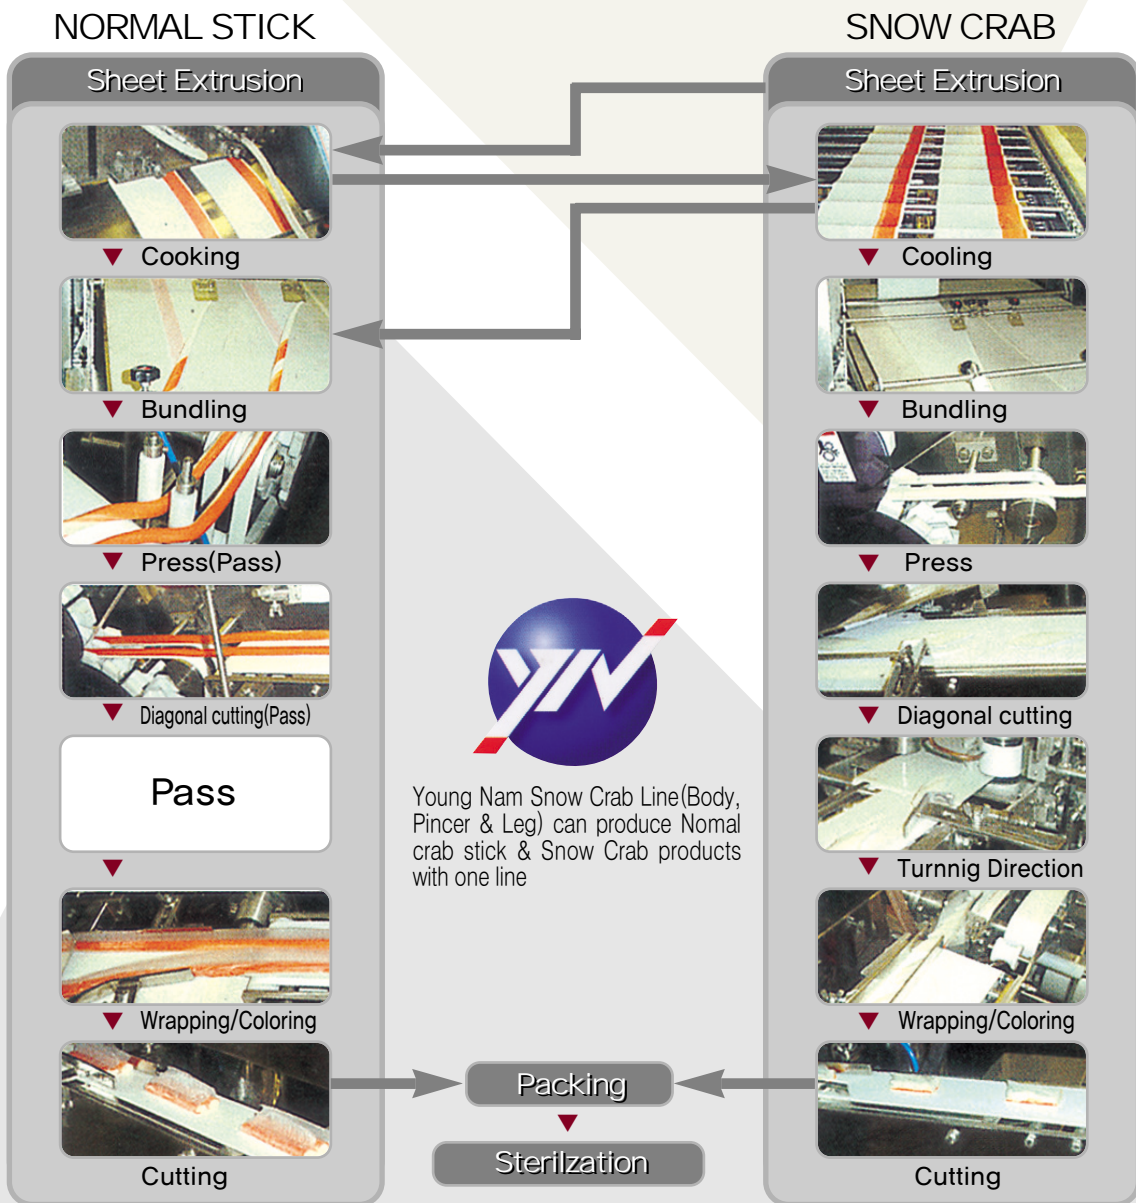 NORMAL STICK
Sheet Extrusion
Cooking
Bundling
Press(Pass)
Diagonal cutting(Pass)
Pass
Wrapping/Coloring
Cutting
SNOW CRAB
Sheet Extrusion
Cooling
Bundling
Press
Diagonal cutting
Turnnig Direction
Wrapping/Coloring
Cutting
YN
Young Nam Snow Crab Line(Body,
Pincer & Leg) can produce Nomal
crab stick & Snow Crab products
with one line
Packing
Sterilzation